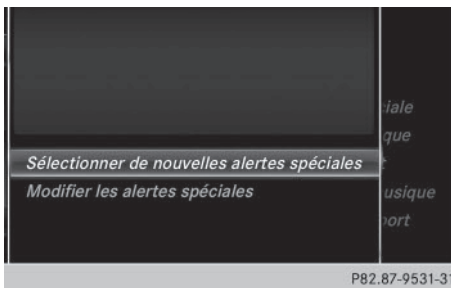 iale
que
Sélectionner de nouvelles alertes spéciales
t
Modifier les alertes spéciales
usique
port
P82.87-9531-31